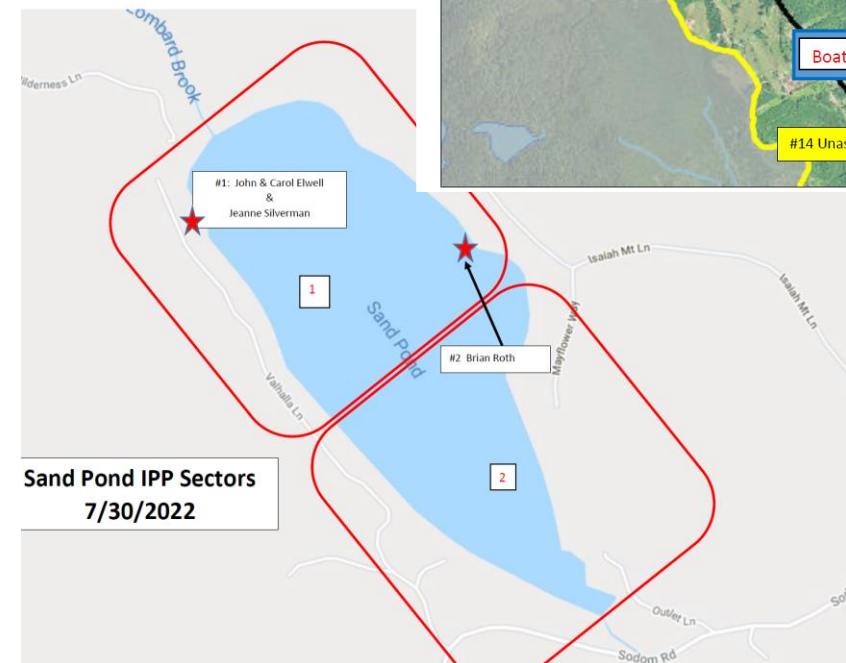 Lombard Brook
Boat
#14 Unas
#1: John & Carol Elwell
&
Jeanne Silverman
Isaiah Mt Ln
Isaiah Mt Ln
1
Sand Pond
#2 Brian Roth
Mayflower Way
Valhalla Ln
Sand Pond IPP Sectors
7/30/2022
2
Outlet Ln
Sodom Rd